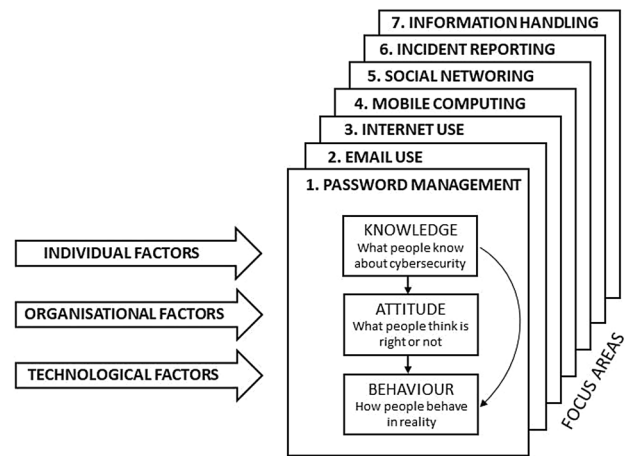 7. INFORMATION HANDLING
6. INCIDENT REPORTING
5. SOCIAL NETWORING
4. MOBILE COMPUTING
3. INTERNET USE
2. EMAIL USE
1. PASSWORD MANAGEMENT
KNOWLEDGE
What people know
about cybersecurity
ATTITUDE
What people think is
right or not
BEHAVIOUR
How people behave
in reality
INDIVIDUAL FACTORS
ORGANISATIONAL FACTORS
TECHNOLOGICAL FACTORS
FOCUS AREAS